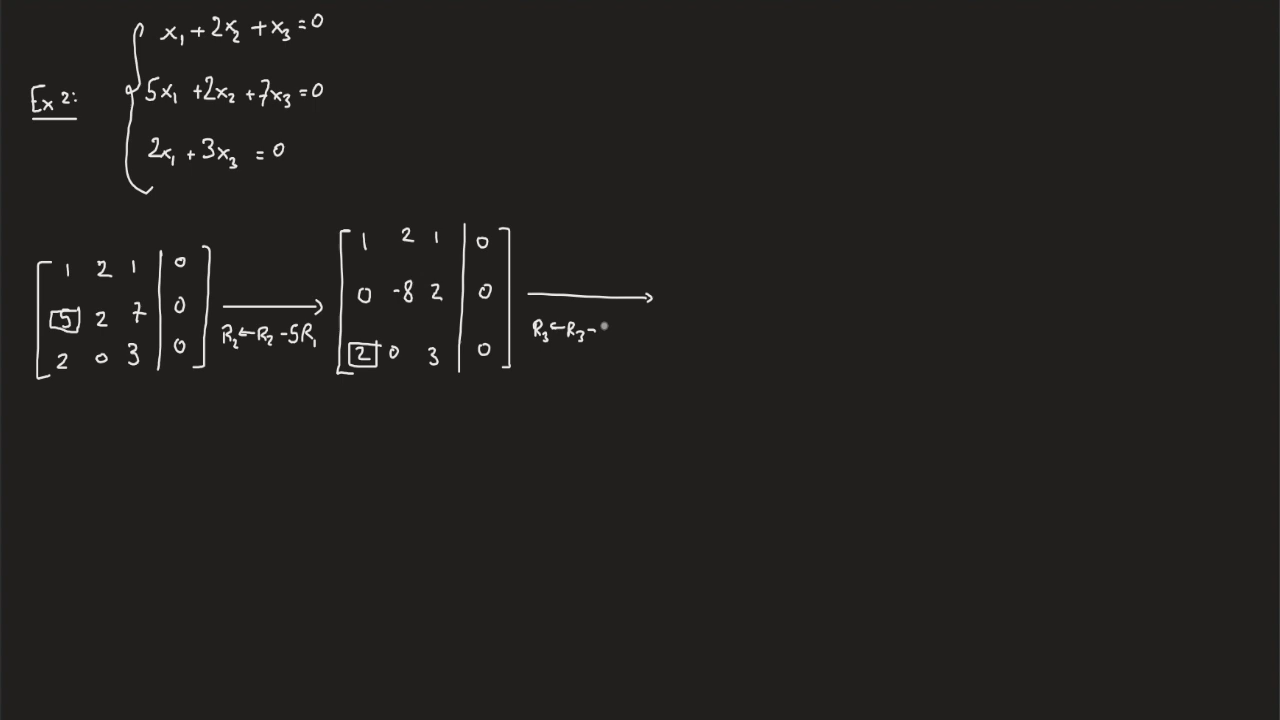 Ex 2:
x₁ + 2x₂ + x₃ = 0
5x₁ + 2x₂ + 7x₃ = 0
2x₁ + 3x₃ = 0
1 2 1 | 0
5 2 7 | 0
2 0 3 | 0
R₂ ← R₂ - 5R₁
1 2 1 | 0
0 -8 2 | 0
2 0 3 | 0
R₃ ← R₃ -